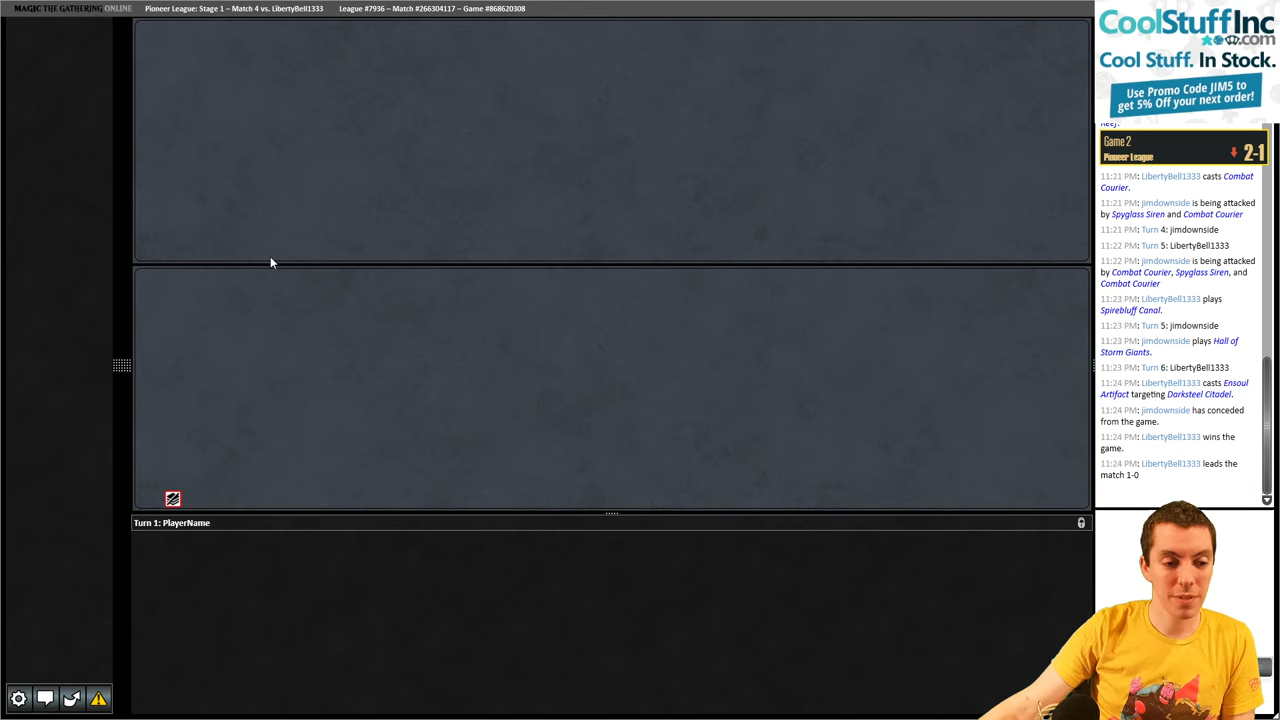 MAGIC THE GATHERING ONLINE Pioneer League: Stage 1 – Match 4 vs. LibertyBell1333 League #7936 – Match #266304117 – Game #868620308
CoolStuffInc
.com
Cool Stuff. In Stock.
Use Promo Code JIM5 to
get 5% Off your next order!
Reef.
Game 2
Pioneer League 2-1
11:21 PM: LibertyBell1333 casts Combat
Courier.
11:21 PM: jimdownside is being attacked
by Spyglass Siren and Combat Courier
11:21 PM: Turn 4: jimdownside
11:22 PM: Turn 5: LibertyBell1333
11:22 PM: jimdownside is being attacked
by Combat Courier, Spyglass Siren, and
Combat Courier
11:23 PM: LibertyBell1333 plays
Spirebluff Canal.
11:23 PM: Turn 5: jimdownside
11:23 PM: jimdownside plays Hall of
Storm Giants.
11:23 PM: Turn 6: LibertyBell1333
11:24 PM: LibertyBell1333 casts Ensoul
Artifact targeting Darksteel Citadel.
11:24 PM: jimdownside has conceded
from the game.
11:24 PM: LibertyBell1333 wins the
game.
11:24 PM: LibertyBell1333 leads the
match 1-0
Turn 1: PlayerName